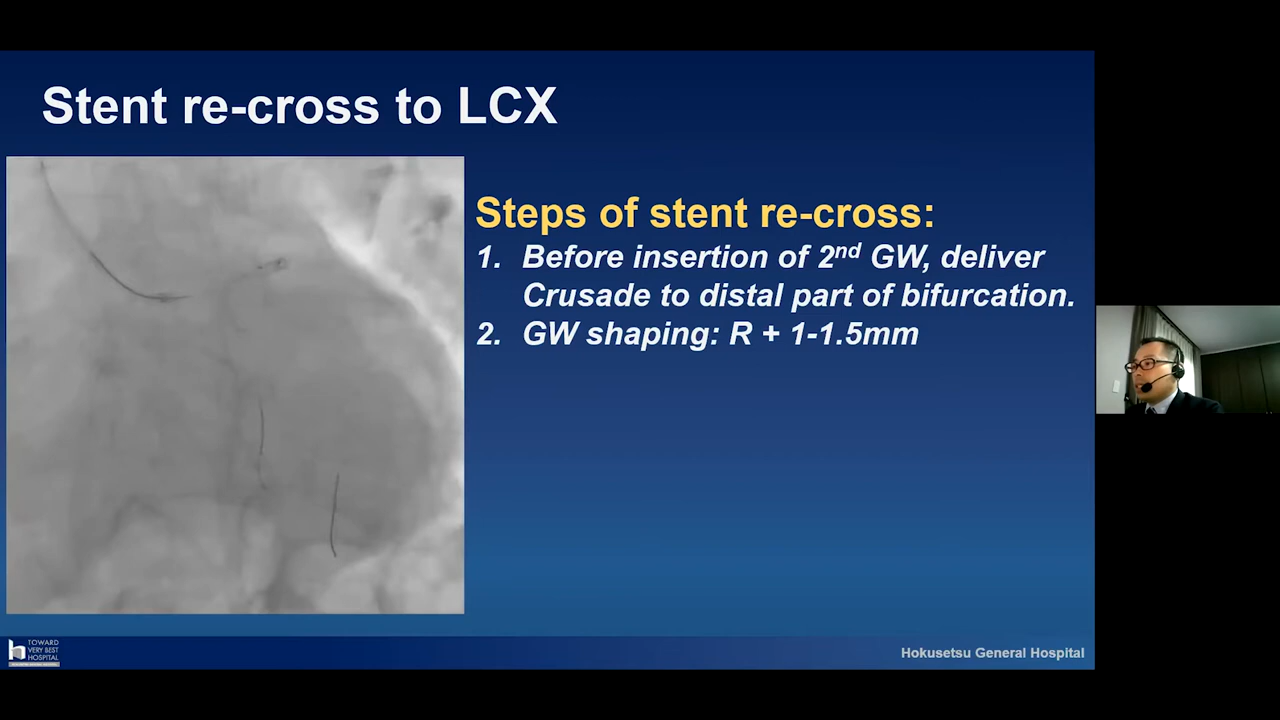 Stent re-cross to LCX
Steps of stent re-cross:
1. Before insertion of 2nd GW, deliver
Crusade to distal part of bifurcation.
2. GW shaping: R + 1-1.5mm
TOWARD
VERY BEST
HOSPITAL
Hokusetsu General Hospital